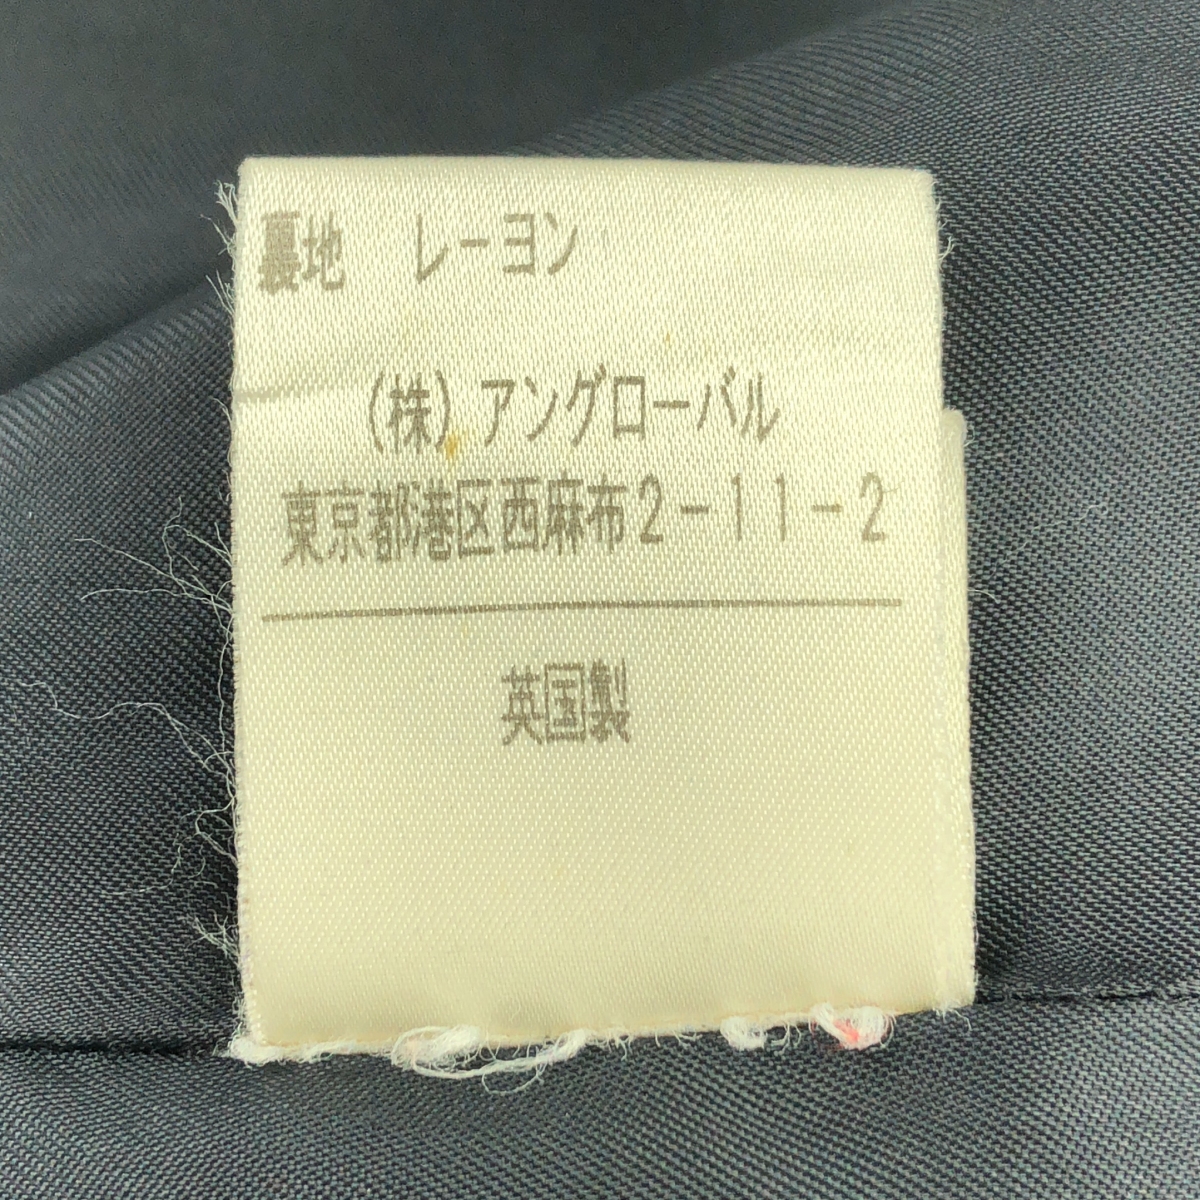 裏地　レーヨン
(株)アングローバル
東京都港区西麻布2-11-2
英国製